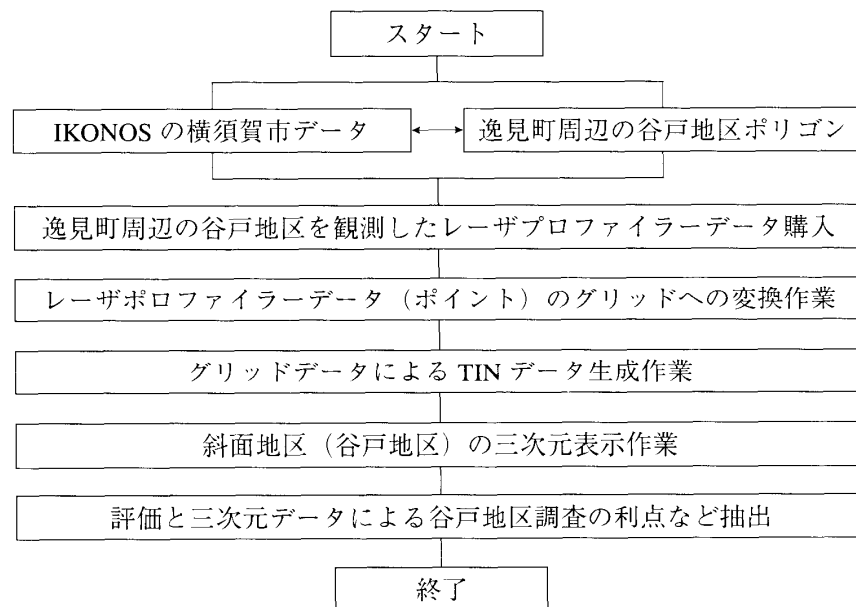 スタート
IKONOS の横須賀市データ
逸見町周辺の谷戸地区ポリゴン
逸見町周辺の谷戸地区を観測したレーザプロファイラーデータ購入
レーザポロファイラーデータ（ポイント）のグリッドへの変換作業
グリッドデータによる TIN データ生成作業
斜面地区（谷戸地区）の三次元表示作業
評価と三次元データによる谷戸地区調査の利点など抽出
終了